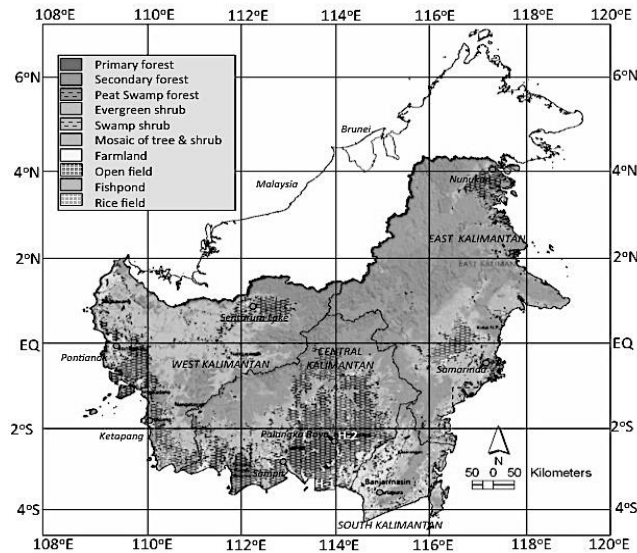 108°E 110° 112° 114° 116° 118° 120°E
6°N
4°N
2°N
EQ
2°S
4°S
Primary forest
Secondary forest
Peat Swamp forest
Evergreen shrub
Swamp shrub
Mosaic of tree & shrub
Farmland
Open field
Fishpond
Rice field
Brunei
Malaysia
Nunukan
EAST KALIMANTAN
Sentarum Lake
Pontianak
WEST KALIMANTAN
CENTRAL
KALIMANTAN
Samarinda
Ketapang
Palangka Raya
H-2
Sampit
Banjarmasin
SOUTH KALIMANTAN
N
50 0 50 Kilometers
6°N
4°N
2°N
EQ
2°S
4°S
108°E 110° 112° 114° 116° 118° 120°E